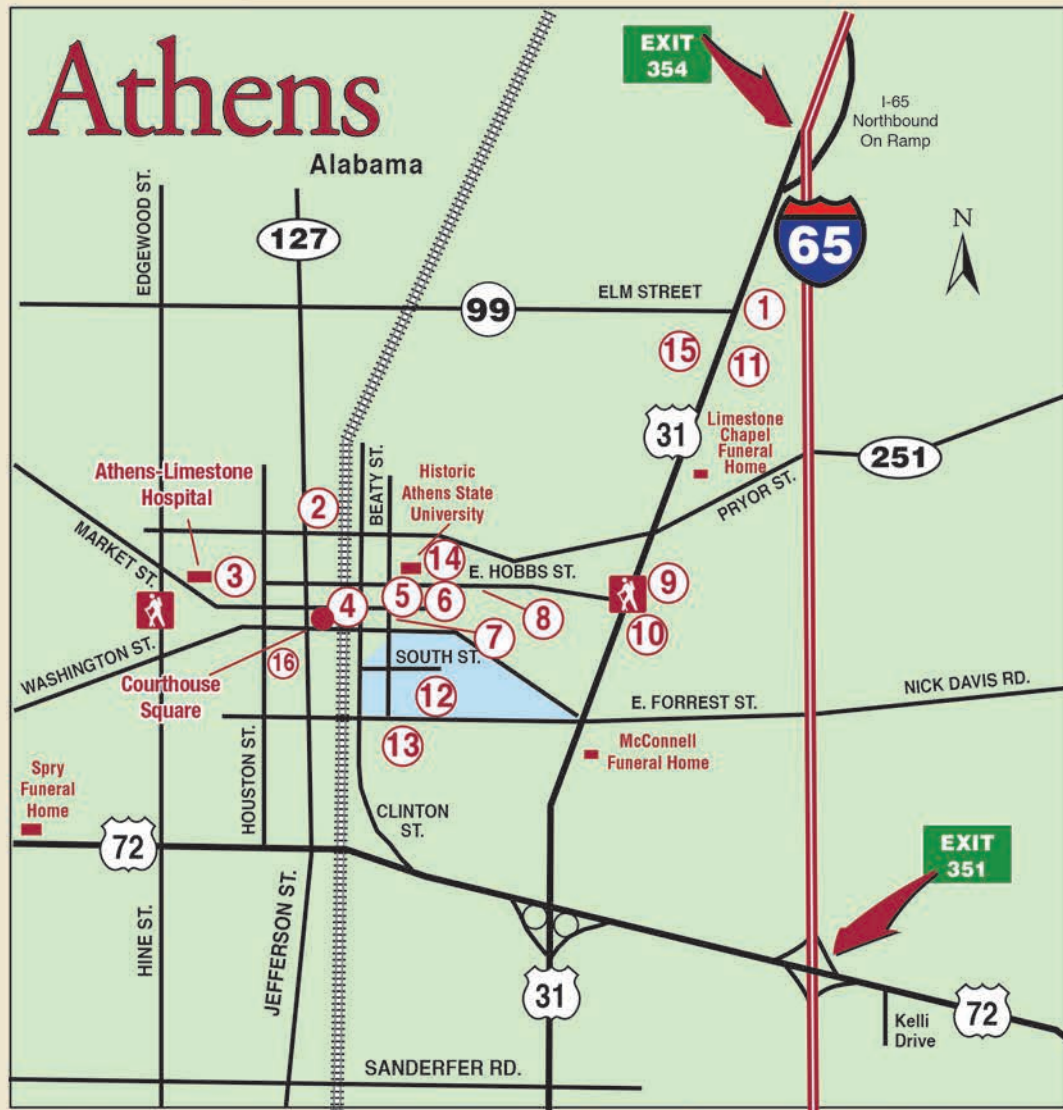 Athens
Alabama
EXIT
354
I-65
Northbound
On Ramp
N
65
EDGEWOOD ST.
127
99
ELM STREET
1
15
11
31
Limestone
Chapel
Funeral
Home
251
PRYOR ST.
Athens-Limestone
Hospital
2
BEATY ST.
Historic
Athens State
University
MARKET ST.
3
14
E. HOBBS ST.
9
4
5
6
8
10
7
WASHINGTON ST.
16
Courthouse
Square
SOUTH ST.
12
NICK DAVIS RD.
E. FORREST ST.
13
McConnell
Funeral Home
Spry
Funeral
Home
HOUSTON ST.
CLINTON
ST.
72
EXIT
351
HINE ST.
JEFFERSON ST.
31
72
Kelli
Drive
SANDERFER RD.